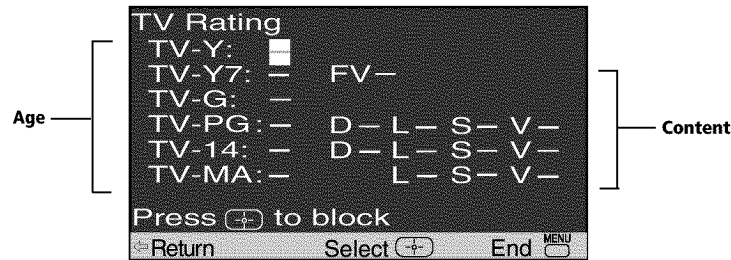 TV Rating
TV-Y:
TV-Y7: – FV–
TV-G: –
TV-PG: – D– L– S– V–
TV-14: – D– L– S– V–
TV-MA: – L– S– V–
Age
Content
Press to block
Return Select End MENU